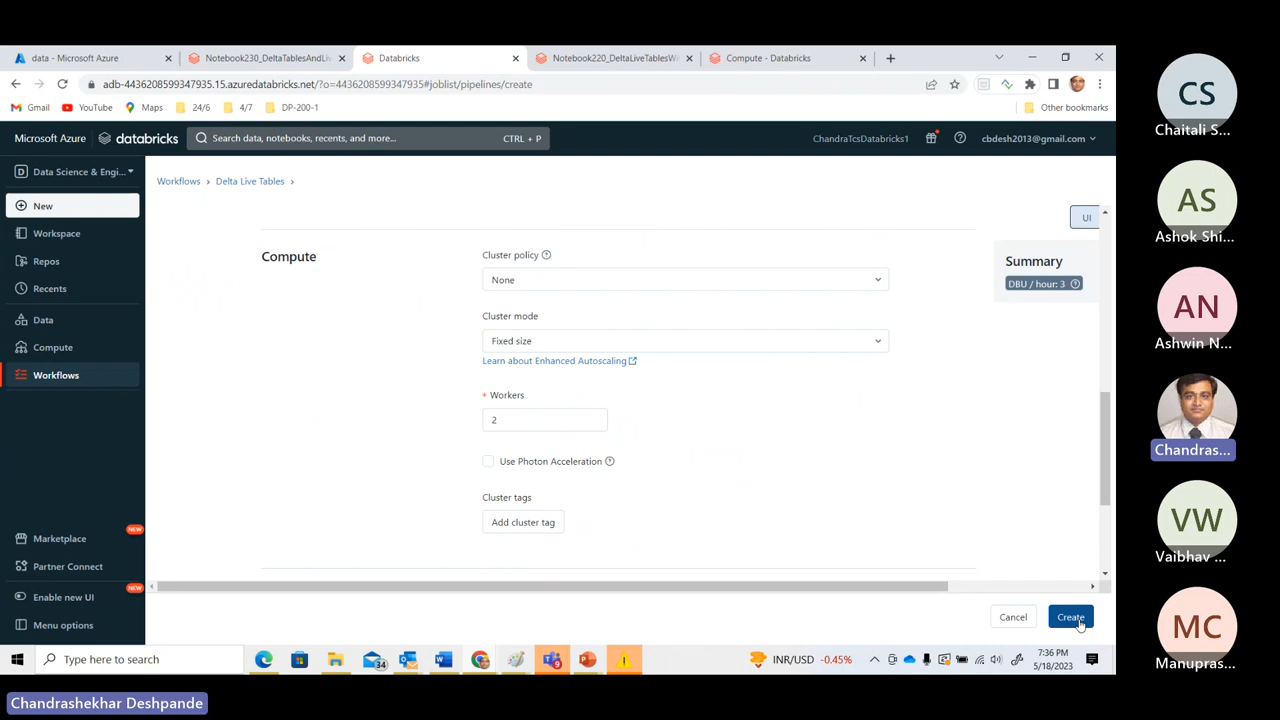 data - Microsoft Azure
Notebook230_DeltaTablesAndLiv
Databricks
Notebook220_DeltaLiveTablesWi
Compute - Databricks
adb-4436208599347935.15.azuredatabricks.net/?o=4436208599347935#joblist/pipelines/create
Gmail
YouTube
Maps
24/6
4/7
DP-200-1
Other bookmarks
Microsoft Azure
databricks
Search data, notebooks, recents, and more...
CTRL + P
ChandraTcsDatabricks1
cbdesh2013@gmail.com
D
Data Science & Engi...
New
Workspace
Repos
Recents
Data
Compute
Workflows
Marketplace
NEW
Partner Connect
Enable new UI
NEW
Menu options
Workflows
Delta Live Tables
UI
Compute
Cluster policy
None
Cluster mode
Fixed size
Learn about Enhanced Autoscaling
* Workers
2
Use Photon Acceleration
Cluster tags
Add cluster tag
Summary
DBU / hour: 3
Cancel
Create
Type here to search
34
9
INR/USD -0.45%
7:36 PM
5/18/2023
CS
Chaitali S...
AS
Ashok Shi...
AN
Ashwin N...
Chandras...
VW
Vaibhav ...
MC
Manupras...
Chandrashekhar Deshpande